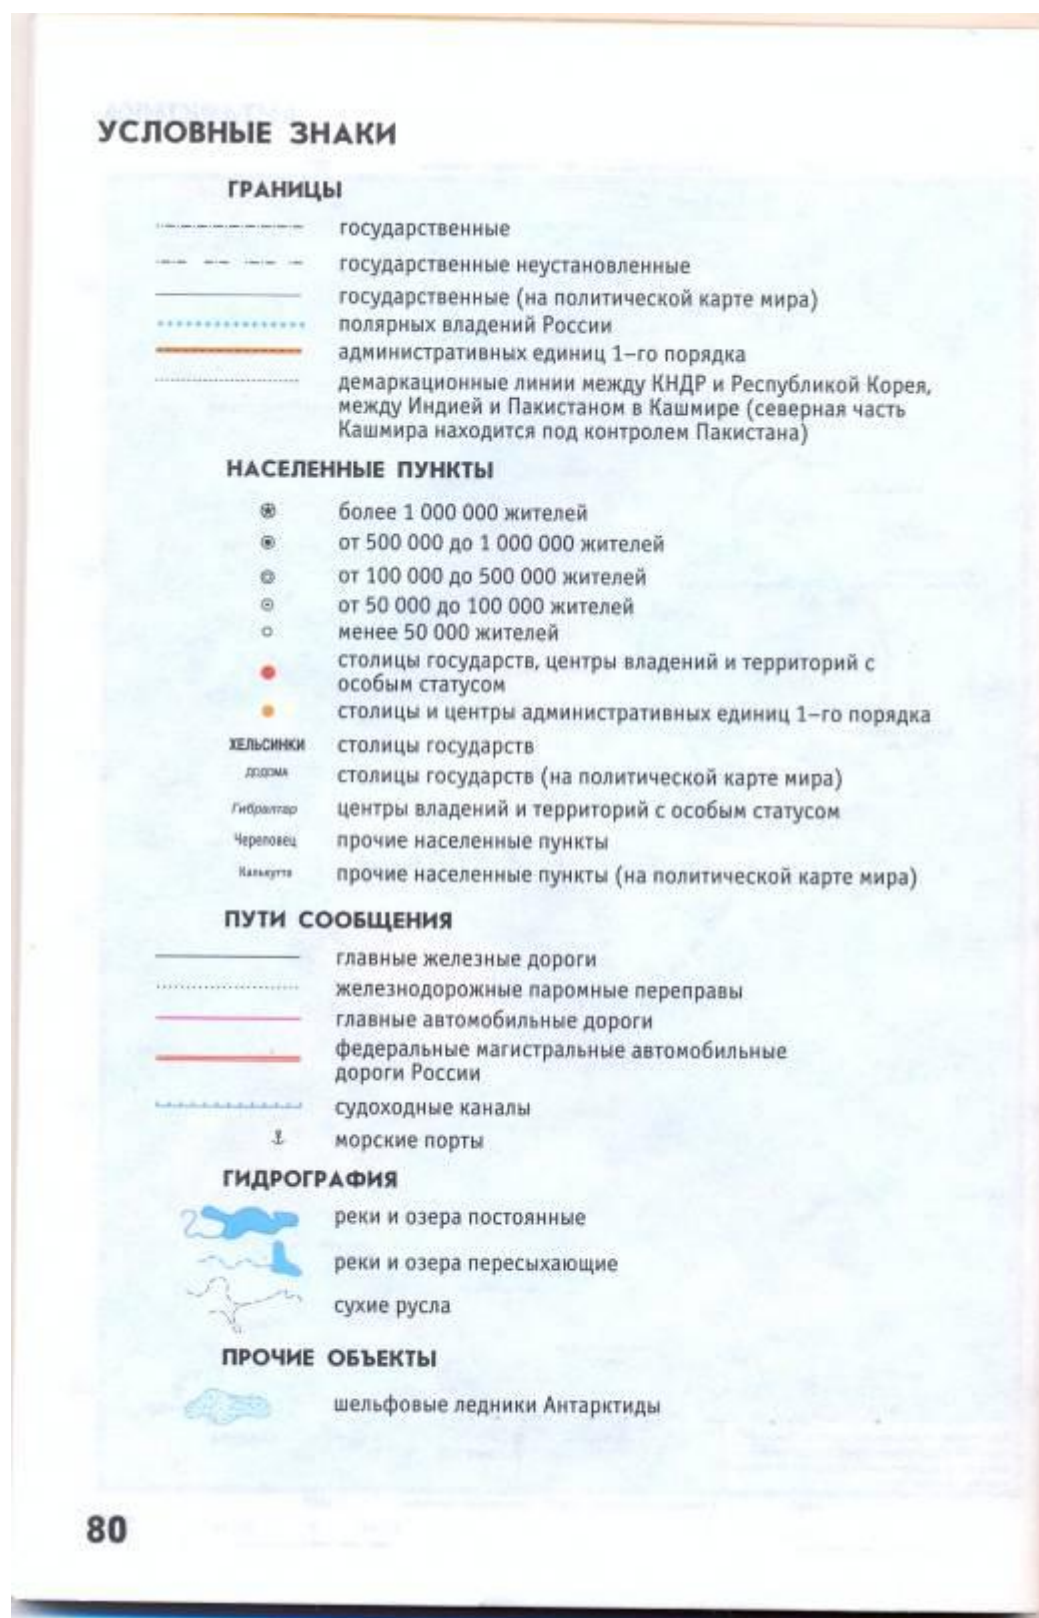 УСЛОВНЫЕ ЗНАКИ
ГРАНИЦЫ
государственные
государственные неустановленные
государственные (на политической карте мира)
полярных владений России
административных единиц 1–го порядка
демаркационные линии между КНДР и Республикой Корея,
между Индией и Пакистаном в Кашмире (северная часть
Кашмира находится под контролем Пакистана)
НАСЕЛЕННЫЕ ПУНКТЫ
более 1 000 000 жителей
от 500 000 до 1 000 000 жителей
от 100 000 до 500 000 жителей
от 50 000 до 100 000 жителей
менее 50 000 жителей
столицы государств, центры владений и территорий с
особым статусом
столицы и центры административных единиц 1–го порядка
ХЕЛЬСИНКИ столицы государств
ДОДОМА столицы государств (на политической карте мира)
Гибралтар центры владений и территорий с особым статусом
Череповец прочие населенные пункты
Калькутта прочие населенные пункты (на политической карте мира)
ПУТИ СООБЩЕНИЯ
главные железные дороги
железнодорожные паромные переправы
главные автомобильные дороги
федеральные магистральные автомобильные
дороги России
судоходные каналы
морские порты
ГИДРОГРАФИЯ
реки и озера постоянные
реки и озера пересыхающие
сухие русла
ПРОЧИЕ ОБЪЕКТЫ
шельфовые ледники Антарктиды
80